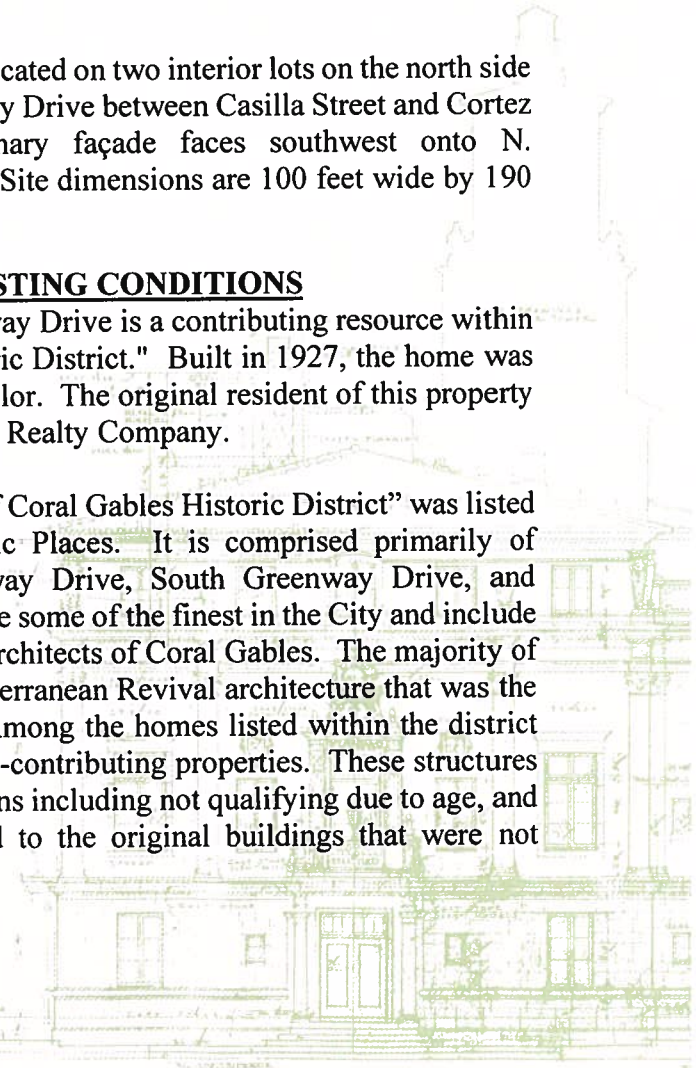 cated on two interior lots on the north side
y Drive between Casilla Street and Cortez
nary façade faces southwest onto N.
Site dimensions are 100 feet wide by 190
STING CONDITIONS
vay Drive is a contributing resource within
ic District." Built in 1927, the home was
lor. The original resident of this property
Realty Company.
Coral Gables Historic District” was listed
c Places. It is comprised primarily of
vay Drive, South Greenway Drive, and
e some of the finest in the City and include
rchitects of Coral Gables. The majority of
erranean Revival architecture that was the
mong the homes listed within the district
-contributing properties. These structures
ns including not qualifying due to age, and
l to the original buildings that were not